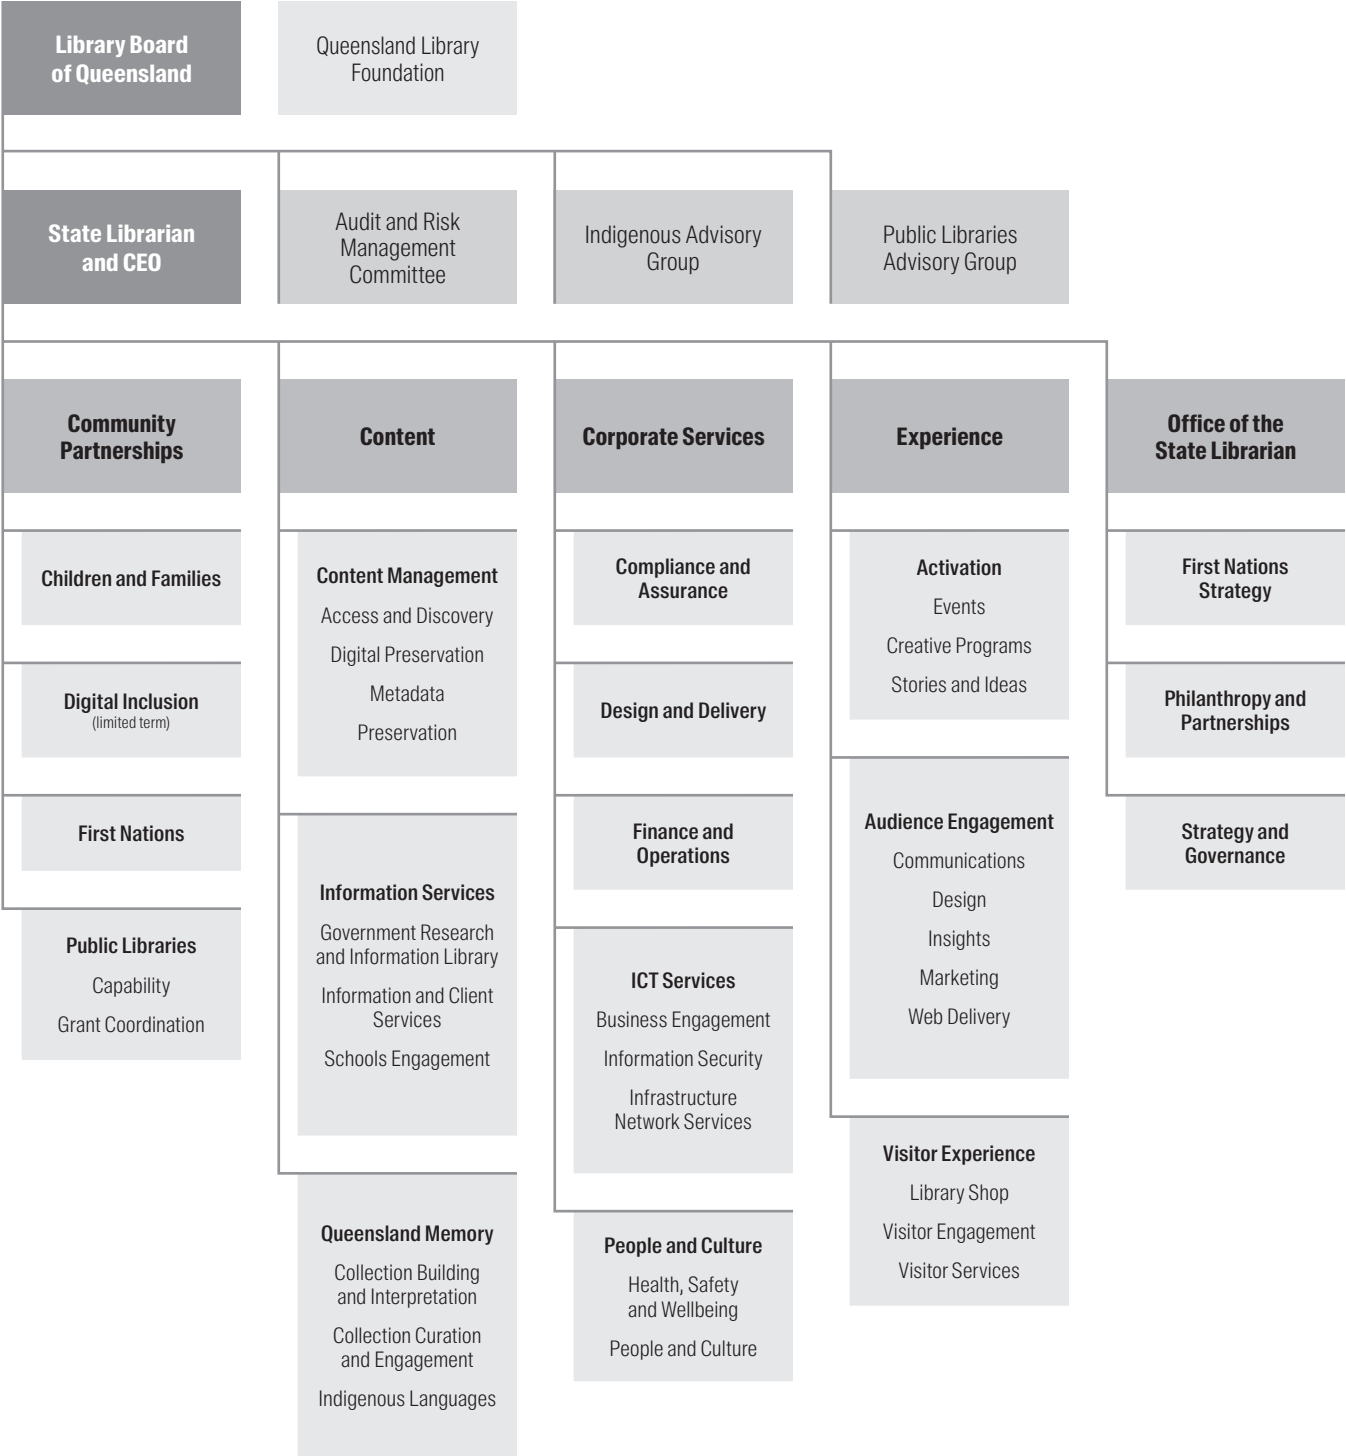 Library Board
of Queensland
Queensland Library
Foundation
State Librarian
and CEO
Audit and Risk
Management
Committee
Indigenous Advisory
Group
Public Libraries
Advisory Group
Community
Partnerships
Content
Corporate Services
Experience
Office of the
State Librarian
Children and Families
Digital Inclusion
(limited term)
First Nations
Public Libraries
Capability
Grant Coordination
Content Management
Access and Discovery
Digital Preservation
Metadata
Preservation
Information Services
Government Research
and Information Library
Information and Client
Services
Schools Engagement
Queensland Memory
Collection Building
and Interpretation
Collection Curation
and Engagement
Indigenous Languages
Compliance and
Assurance
Design and Delivery
Finance and
Operations
ICT Services
Business Engagement
Information Security
Infrastructure
Network Services
People and Culture
Health, Safety
and Wellbeing
People and Culture
Activation
Events
Creative Programs
Stories and Ideas
Audience Engagement
Communications
Design
Insights
Marketing
Web Delivery
Visitor Experience
Library Shop
Visitor Engagement
Visitor Services
First Nations
Strategy
Philanthropy and
Partnerships
Strategy and
Governance